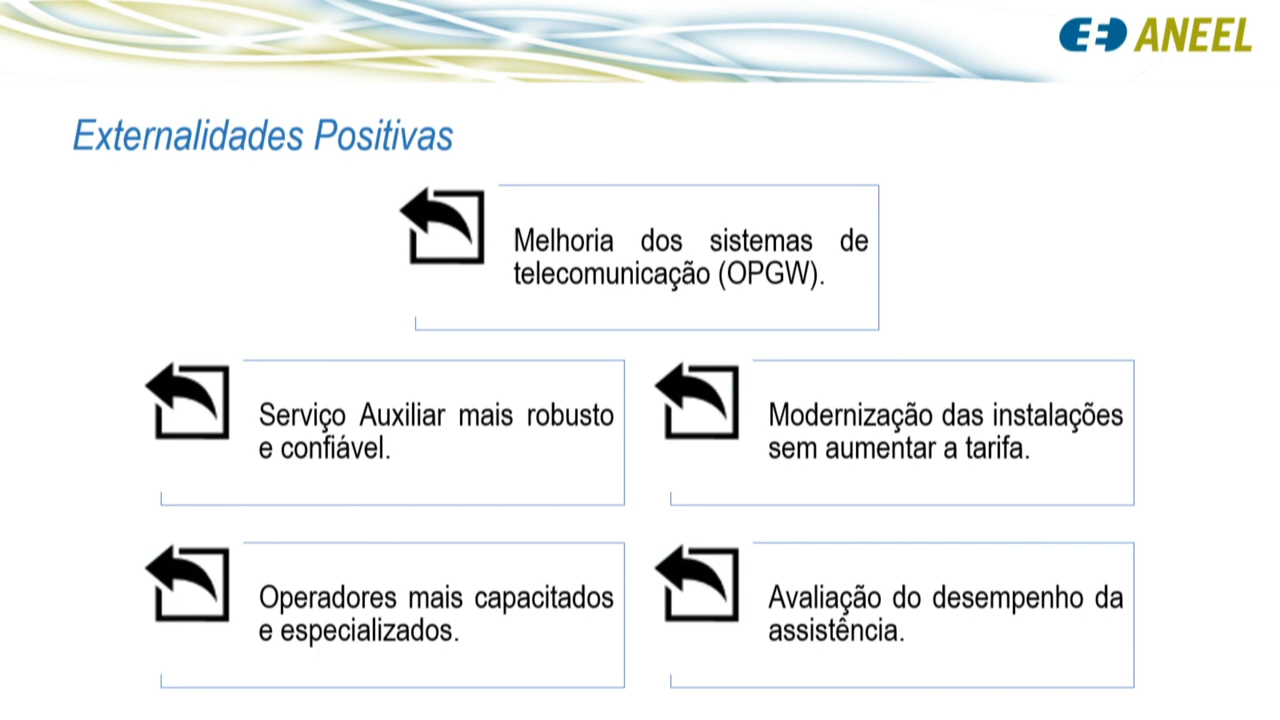 ANEEL
Externalidades Positivas
Melhoria dos sistemas de
telecomunicação (OPGW).
Serviço Auxiliar mais robusto
e confiável.
Modernização das instalações
sem aumentar a tarifa.
Operadores mais capacitados
e especializados.
Avaliação do desempenho da
assistência.